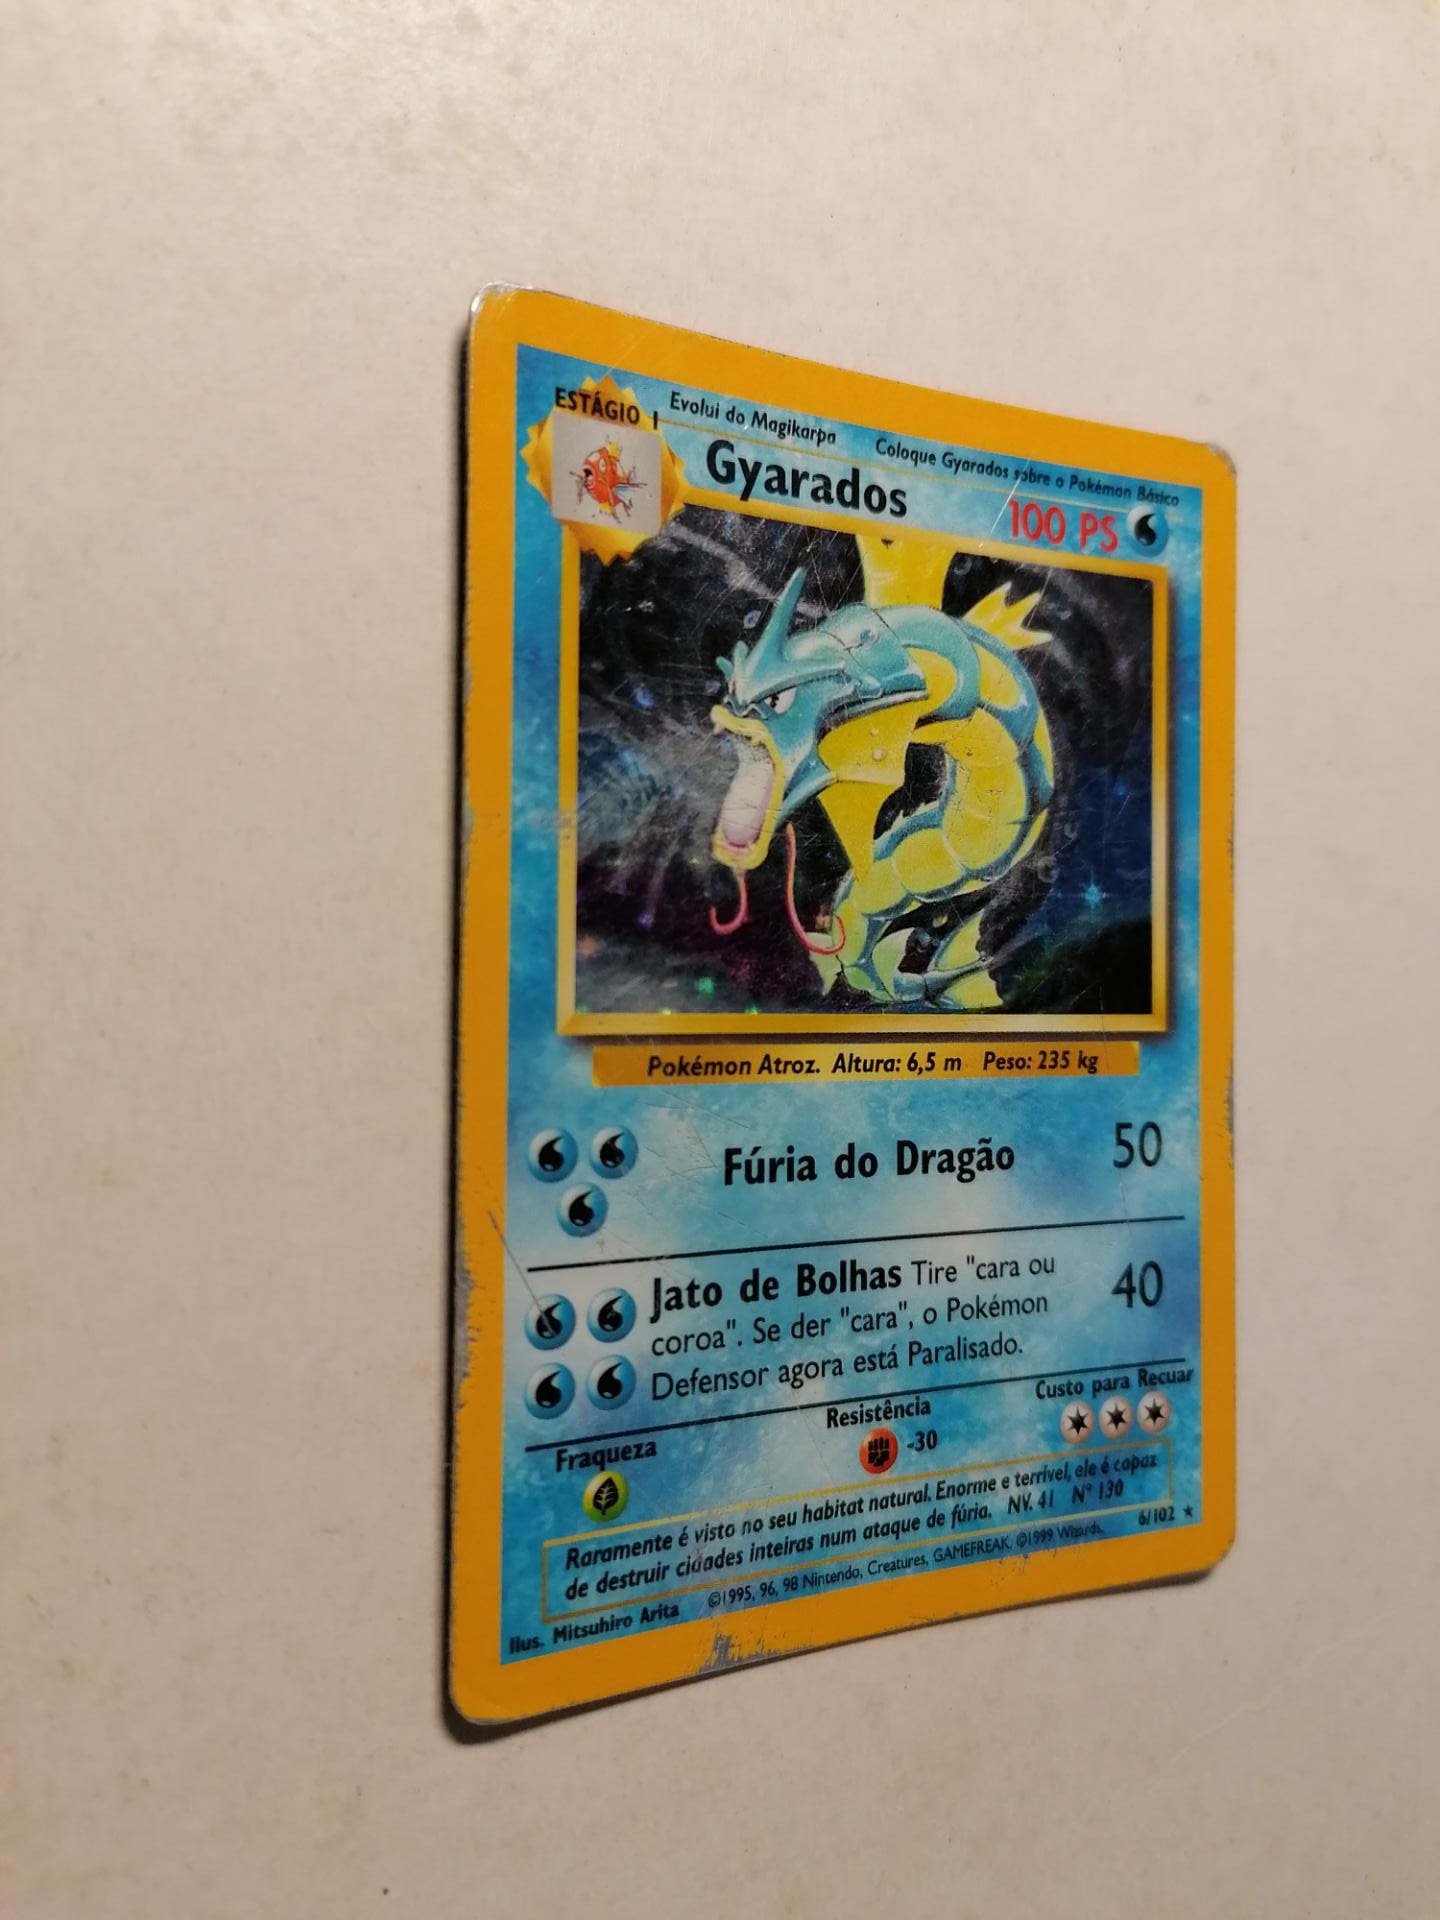 ESTÁGIO 1
Evolui do Magikarpa
Coloque Gyarados sobre o Pokémon Básico
Gyarados
100 PS
Pokémon Atroz. Altura: 6,5 m Peso: 235 kg
Fúria do Dragão 50
Jato de Bolhas Tire "cara ou
coroa". Se der "cara", o Pokémon
Defensor agora está Paralisado.
40
Fraqueza
Resistência
-30
Custo para Recuar
Raramente é visto no seu habitat natural. Enorme e terrível, ele é capaz
de destruir cidades inteiras num ataque de fúria. NV. 41 Nº 130
Ilus. Mitsuhiro Arita
©1995, 96, 98 Nintendo, Creatures, GAMEFREAK. ©1999 Wizards.
6/102 ★